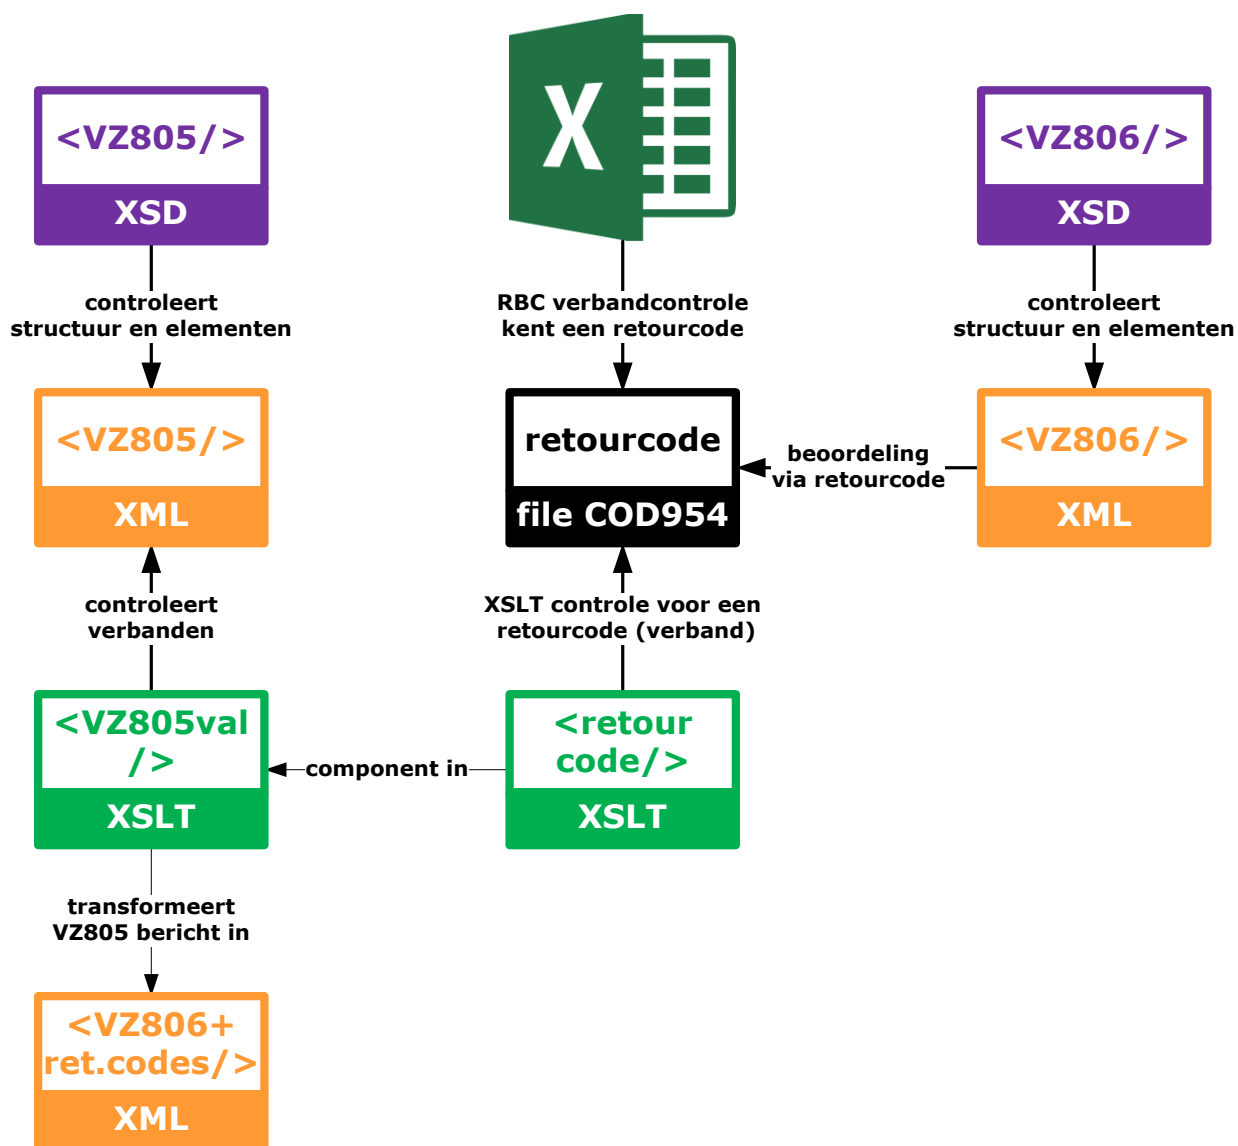 X
<VZ805/>
XSD
<VZ806/>
XSD
controleert
structuur en elementen
RBC verbandcontrole
kent een retourcode
controleert
structuur en elementen
<VZ805/>
XML
retourcode
file COD954
beoordeling
via retourcode
<VZ806/>
XML
controleert
verbanden
XSLT controle voor een
retourcode (verband)
<VZ805val
/>
XSLT
component in
<retour
code/>
XSLT
transformeert
VZ805 bericht in
<VZ806+
ret.codes/>
XML